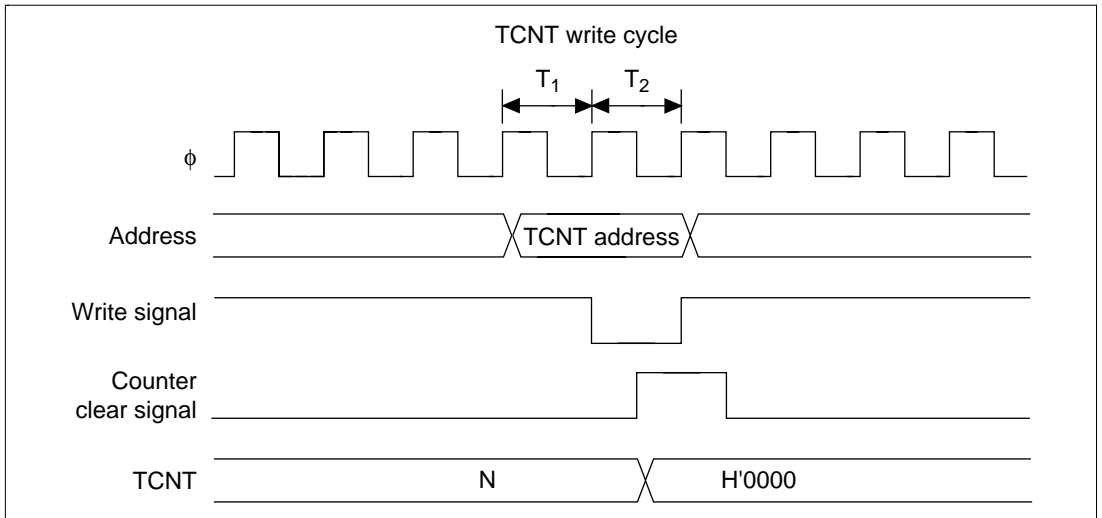 TCNT write cycle
T1 T2
ϕ
Address
TCNT address
Write signal
Counter
clear signal
TCNT
N
H'0000